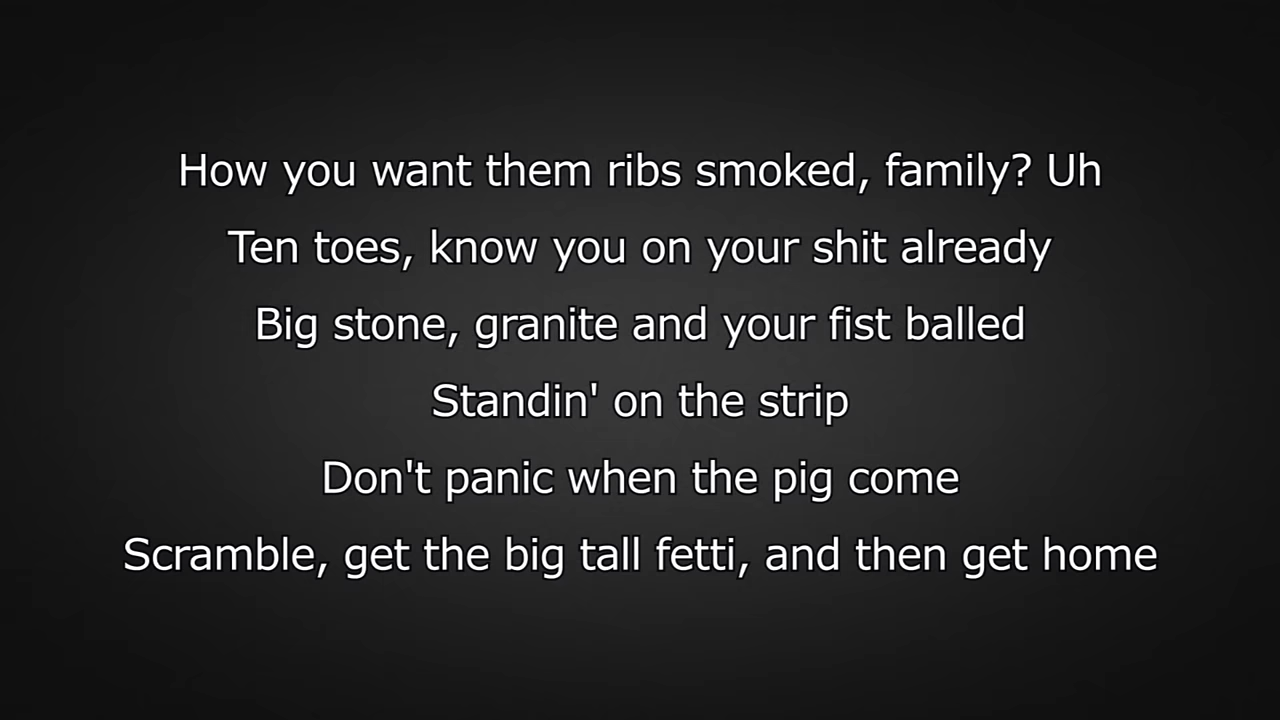 How you want them ribs smoked, family? Uh
Ten toes, know you on your shit already
Big stone, granite and your fist balled
Standin' on the strip
Don't panic when the pig come
Scramble, get the big tall fetti, and then get home